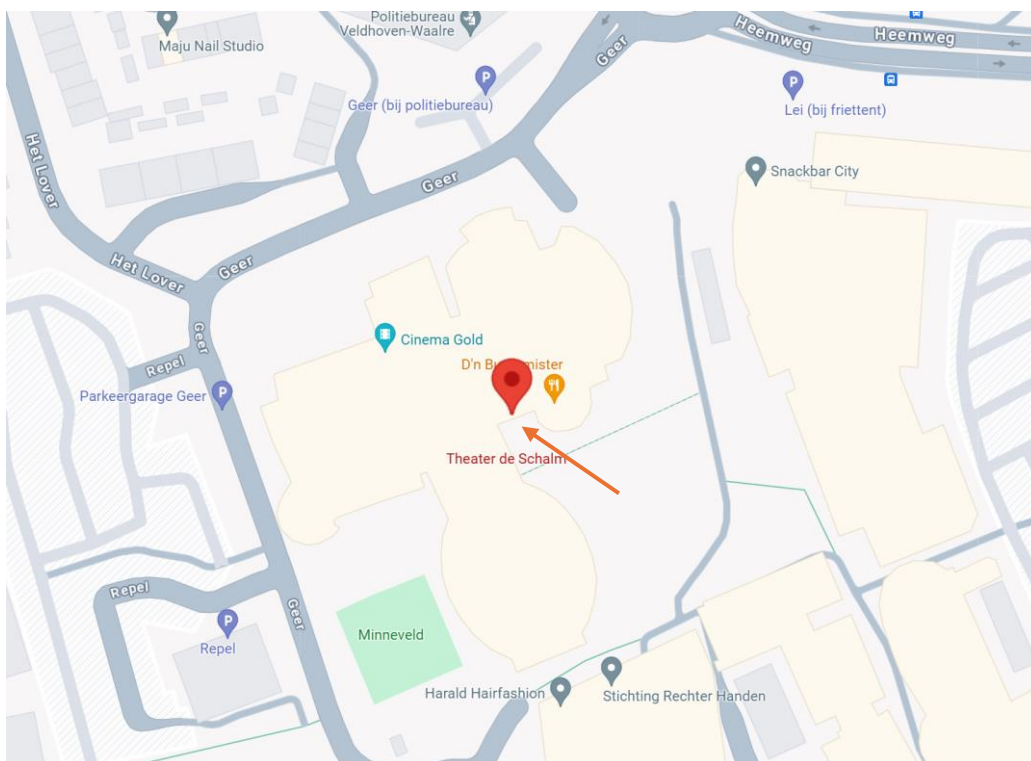 Politiebureau
Veldhoven-Waalre
Maju Nail Studio
Heemweg
Heemweg
Geer
Geer (bij politiebureau)
Lei (bij friettent)
Het Lover
Snackbar City
Geer
Het Lover
Geer
Geer
Cinema Gold
Repel
D'n Bu
mister
Parkeergarage Geer
Theater de Schalm
Repel
Geer
Minneveld
Repel
Harald Hairfashion
Stichting Rechter Handen